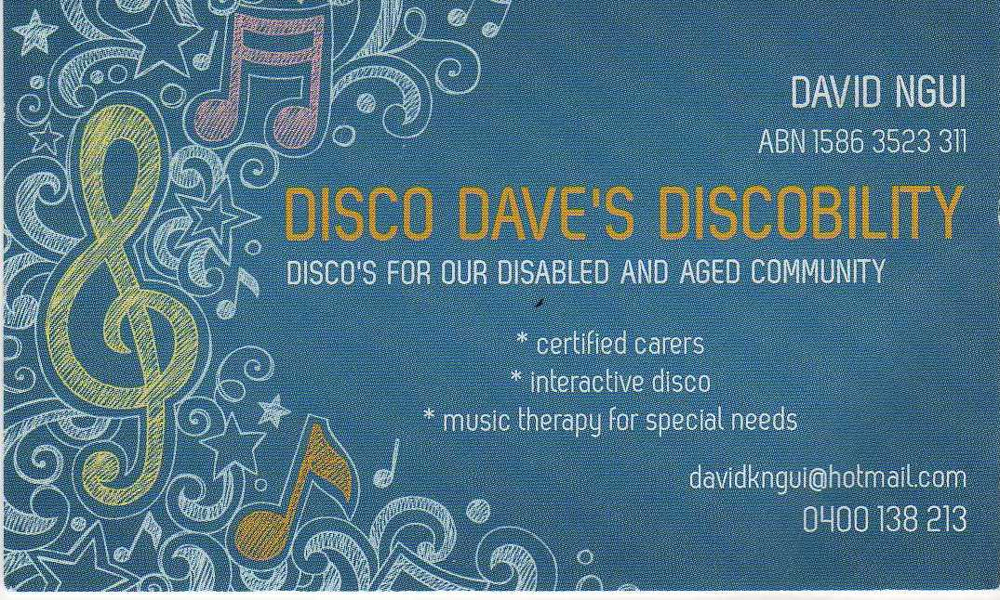 DAVID NGUI
ABN 1586 3523 311
DISCO DAVE'S DISCOBILITY
DISCO'S FOR OUR DISABLED AND AGED COMMUNITY
* certified carers
* interactive disco
* music therapy for special needs
davidkngui@hotmail.com
0400 138 213